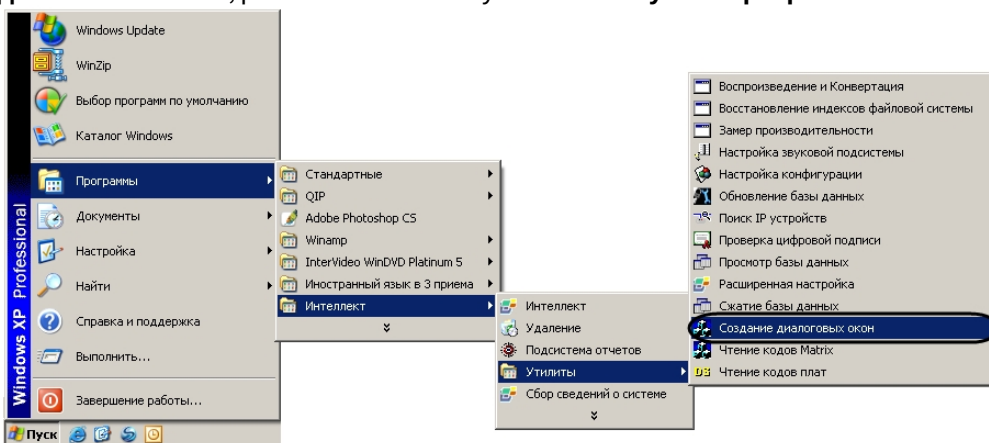 Windows Update
WinZip
Выбор программ по умолчанию
Каталог Windows
Программы
Документы
Настройка
Найти
Справка и поддержка
Выполнить...
Завершение работы...
Windows XP Professional
Пуск
Стандартные
QIP
Adobe Photoshop CS
Winamp
InterVideo WinDVD Platinum 5
Иностранный язык в 3 приема
Интеллект
Интеллект
Удаление
Подсистема отчетов
Утилиты
Сбор сведений о системе
Воспроизведение и Конвертация
Восстановление индексов файловой системы
Замер производительности
Настройка звуковой подсистемы
Настройка конфигурации
Обновление базы данных
Поиск IP устройств
Проверка цифровой подписи
Просмотр базы данных
Расширенная настройка
Сжатие базы данных
Создание диалоговых окон
Чтение кодов Matrix
DS Чтение кодов плат